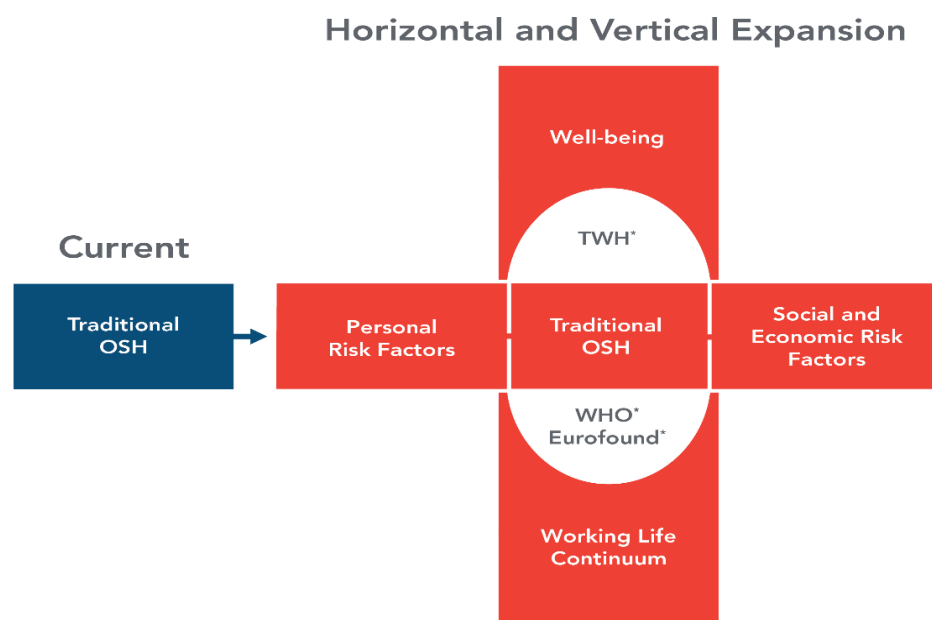 Horizontal and Vertical Expansion
Well-being
TWH*
Current
Traditional
OSH
Personal
Risk Factors
Traditional
OSH
Social and
Economic Risk
Factors
WHO*
Eurofound*
Working Life
Continuum